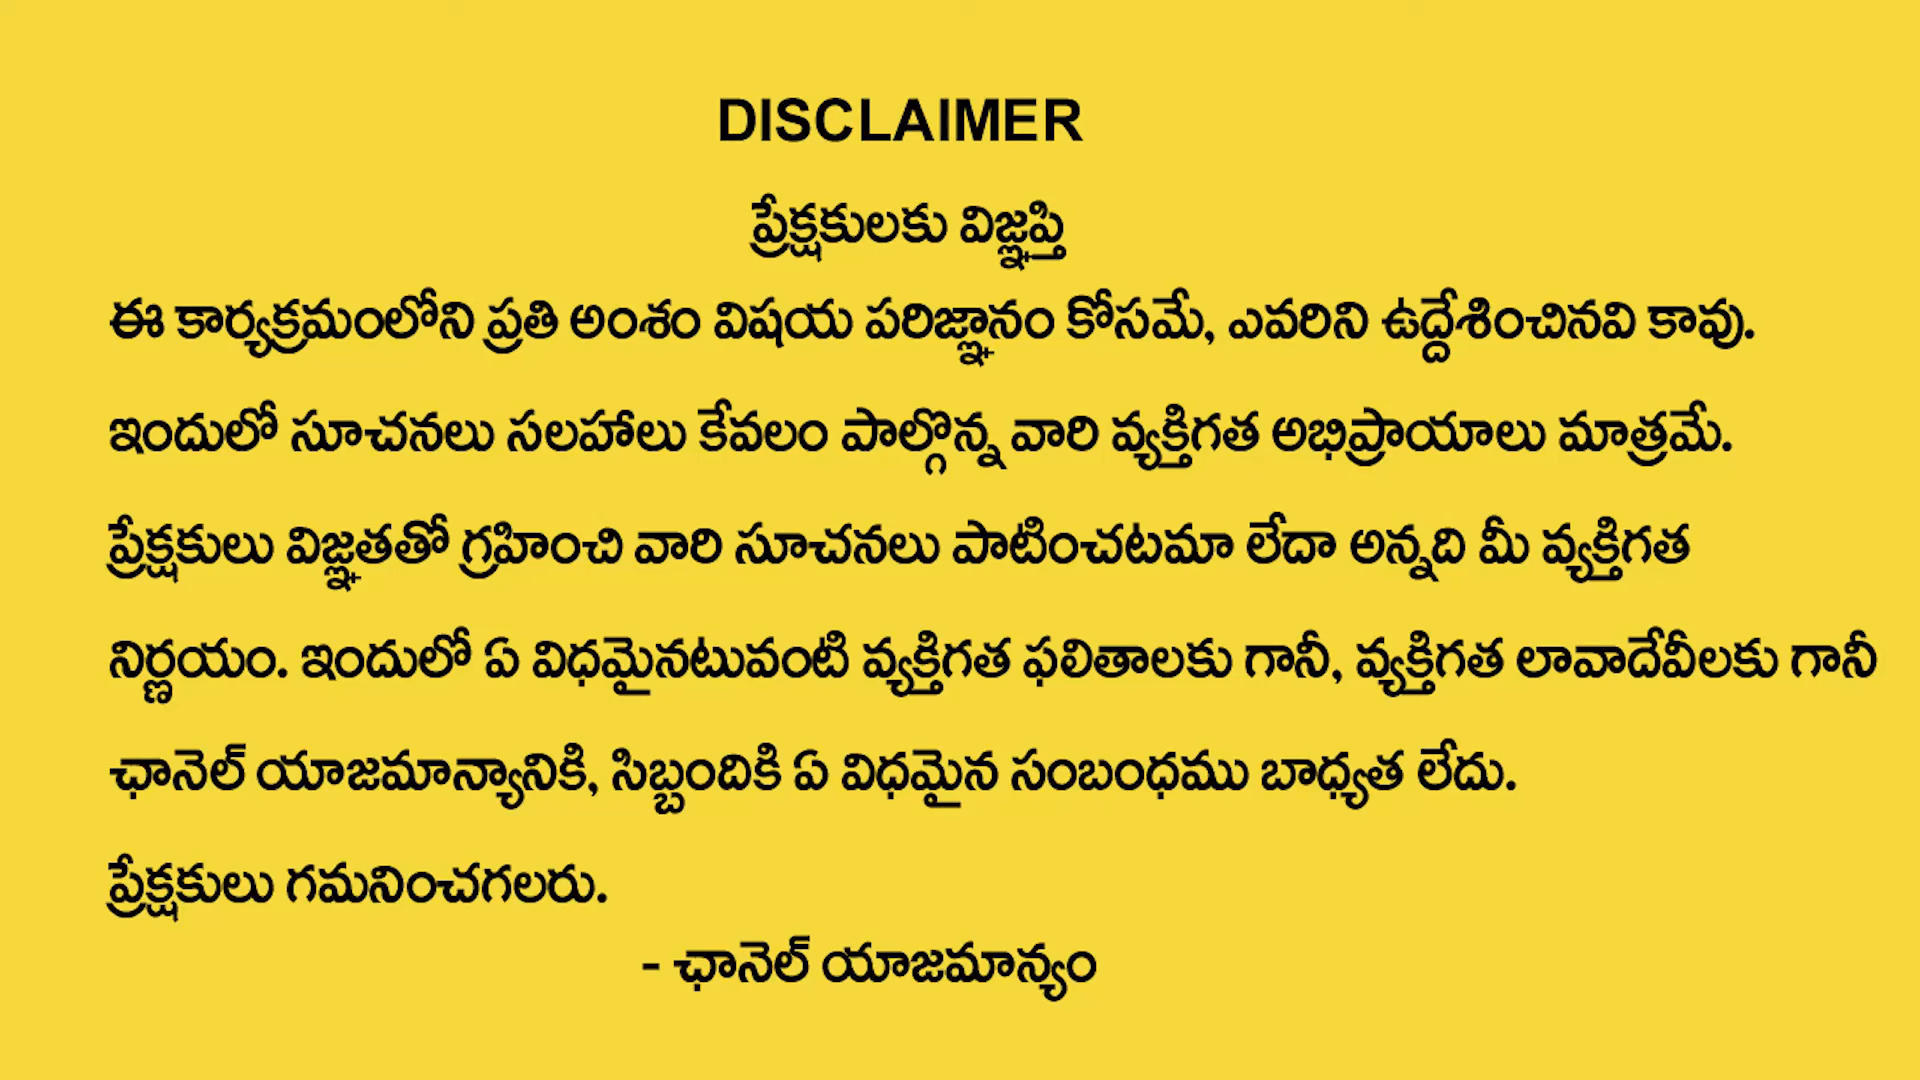 DISCLAIMER
ప్రేక్షకులకు విజ్ఞప్తి
ఈ కార్యక్రమంలోని ప్రతి అంశం విషయ పరిజ్ఞానం కోసమే, ఎవరిని ఉద్దేశించినవి కావు.
ఇందులో సూచనలు సలహాలు కేవలం పాల్గొన్న వారి వ్యక్తిగత అభిప్రాయాలు మాత్రమే.
ప్రేక్షకులు విజ్ఞతతో గ్రహించి వారి సూచనలు పాటించటమా లేదా అన్నది మీ వ్యక్తిగత
నిర్ణయం. ఇందులో ఏ విధమైనటువంటి వ్యక్తిగత ఫలితాలకు గానీ, వ్యక్తిగత లావాదేవీలకు గానీ
ఛానెల్ యాజమాన్యానికి, సిబ్బందికి ఏ విధమైన సంబంధము బాధ్యత లేదు.
ప్రేక్షకులు గమనించగలరు.
- ఛానెల్ యాజమాన్యం